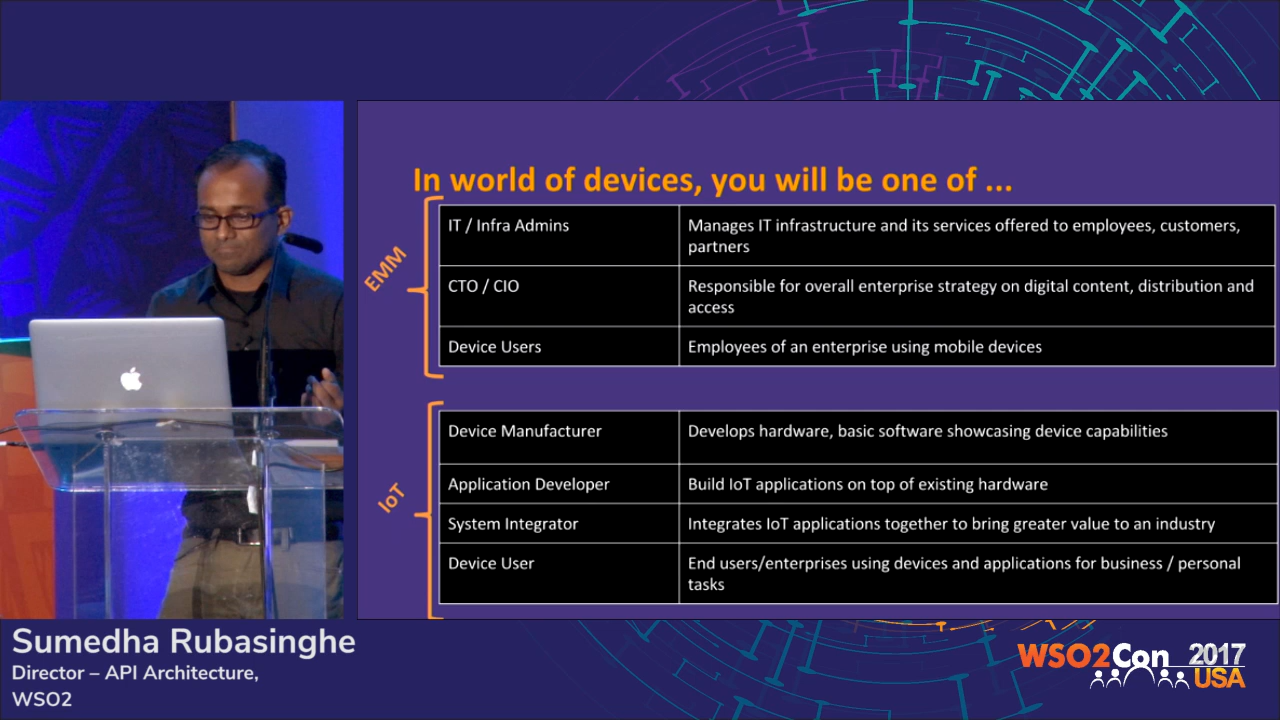 In world of devices, you will be one of ...
EMM
IT / Infra Admins
Manages IT infrastructure and its services offered to employees, customers,
partners
CTO / CIO
Responsible for overall enterprise strategy on digital content, distribution and
access
Device Users
Employees of an enterprise using mobile devices
IoT
Device Manufacturer
Develops hardware, basic software showcasing device capabilities
Application Developer
Build IoT applications on top of existing hardware
System Integrator
Integrates IoT applications together to bring greater value to an industry
Device User
End users/enterprises using devices and applications for business / personal
tasks
Sumedha Rubasinghe
Director – API Architecture,
WSO2
WSO2Con 2017
USA